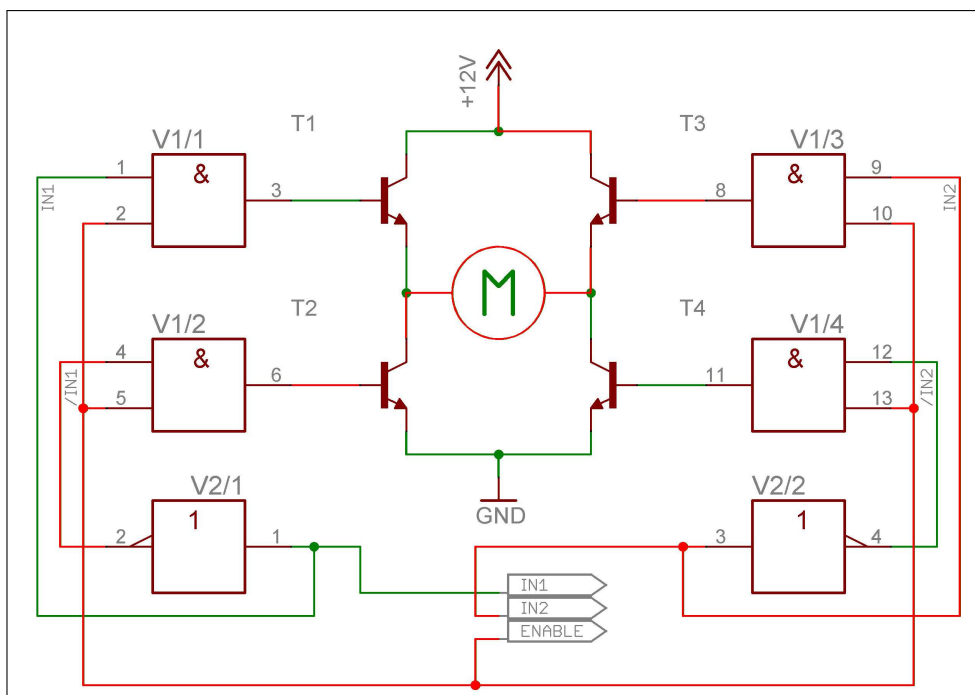 +12V
T1
T3
V1/1
V1/3
1
&
3
2
IN1
8
&
9
10
IN2
M
T2
T4
V1/2
V1/4
4
&
6
5
/IN1
11
&
12
13
/IN2
V2/1
V2/2
2
1
1
3
1
4
GND
IN1
IN2
ENABLE